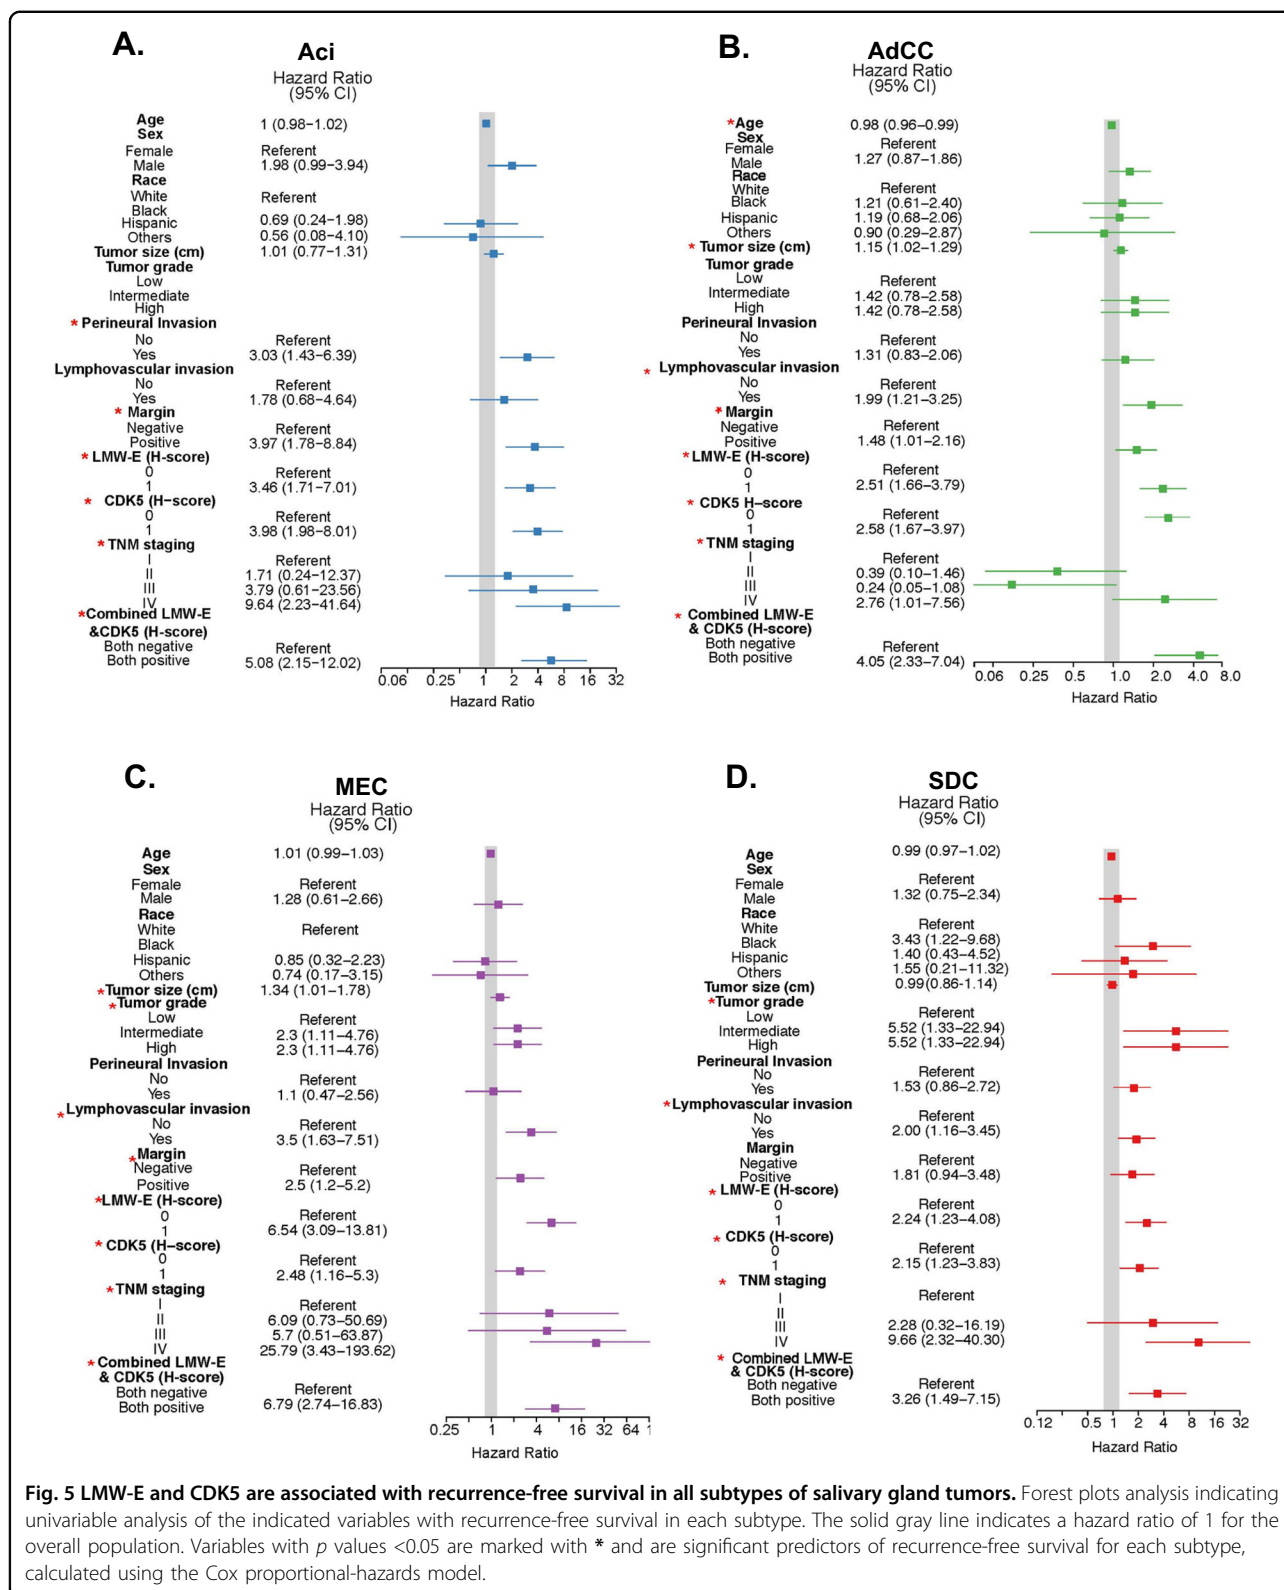 A.
Aci
Hazard Ratio
(95% CI)
Age 1 (0.98–1.02)
Sex
Female Referent
Male 1.98 (0.99–3.94)
Race
White Referent
Black
Hispanic 0.69 (0.24–1.98)
Others 0.56 (0.08–4.10)
Tumor size (cm) 1.01 (0.77–1.31)
Tumor grade
Low
Intermediate
High
* Perineural Invasion
No Referent
Yes 3.03 (1.43–6.39)
Lymphovascular invasion
No Referent
Yes 1.78 (0.68–4.64)
* Margin
Negative Referent
Positive 3.97 (1.78–8.84)
* LMW-E (H-score)
0 Referent
1 3.46 (1.71–7.01)
* CDK5 (H–score)
0 Referent
1 3.98 (1.98–8.01)
* TNM staging
I Referent
II 1.71 (0.24–12.37)
III 3.79 (0.61–23.56)
IV 9.64 (2.23–41.64)
*Combined LMW-E
&CDK5 (H-score)
Both negative Referent
Both positive 5.08 (2.15–12.02)
0.06 0.25 1 2 4 8 16 32
Hazard Ratio
B.
AdCC
Hazard Ratio
(95% CI)
*Age 0.98 (0.96–0.99)
Sex
Female Referent
Male 1.27 (0.87–1.86)
Race
White Referent
Black 1.21 (0.61–2.40)
Hispanic 1.19 (0.68–2.06)
Others 0.90 (0.29–2.87)
* Tumor size (cm) 1.15 (1.02–1.29)
Tumor grade
Low Referent
Intermediate 1.42 (0.78–2.58)
High 1.42 (0.78–2.58)
Perineural Invasion
No Referent
Yes 1.31 (0.83–2.06)
* Lymphovascular invasion
No Referent
Yes 1.99 (1.21–3.25)
* Margin
Negative Referent
Positive 1.48 (1.01–2.16)
*LMW-E (H-score)
0 Referent
1 2.51 (1.66–3.79)
* CDK5 H–score
0 Referent
1 2.58 (1.67–3.97)
* TNM staging
I Referent
II 0.39 (0.10–1.46)
III 0.24 (0.05–1.08)
IV 2.76 (1.01–7.56)
* Combined LMW-E
& CDK5 (H-score)
Both negative Referent
Both positive 4.05 (2.33–7.04)
0.06 0.25 0.5 1.0 2.0 4.0 8.0
Hazard Ratio
C.
MEC
Hazard Ratio
(95% CI)
Age 1.01 (0.99–1.03)
Sex
Female Referent
Male 1.28 (0.61–2.66)
Race
White Referent
Black
Hispanic 0.85 (0.32–2.23)
Others 0.74 (0.17–3.15)
*Tumor size (cm) 1.34 (1.01–1.78)
*Tumor grade
Low Referent
Intermediate 2.3 (1.11–4.76)
High 2.3 (1.11–4.76)
Perineural Invasion
No Referent
Yes 1.1 (0.47–2.56)
*Lymphovascular invasion
No Referent
Yes 3.5 (1.63–7.51)
*Margin
Negative Referent
Positive 2.5 (1.2–5.2)
*LMW-E (H-score)
0 Referent
1 6.54 (3.09–13.81)
* CDK5 (H–score)
0 Referent
1 2.48 (1.16–5.3)
*TNM staging
I Referent
II 6.09 (0.73–50.69)
III 5.7 (0.51–63.87)
IV 25.79 (3.43–193.62)
* Combined LMW-E
& CDK5 (H-score)
Both negative Referent
Both positive 6.79 (2.74–16.83)
0.25 1 4 16 32 64 1
Hazard Ratio
D.
SDC
Hazard Ratio
(95% CI)
Age 0.99 (0.97–1.02)
Sex
Female Referent
Male 1.32 (0.75–2.34)
Race
White Referent
Black 3.43 (1.22–9.68)
Hispanic 1.40 (0.43–4.52)
Others 1.55 (0.21–11.32)
Tumor size (cm) 0.99(0.86-1.14)
*Tumor grade
Low Referent
Intermediate 5.52 (1.33–22.94)
High 5.52 (1.33–22.94)
Perineural Invasion
No Referent
Yes 1.53 (0.86–2.72)
*Lymphovascular invasion
No Referent
Yes 2.00 (1.16–3.45)
Margin
Negative Referent
Positive 1.81 (0.94–3.48)
* LMW-E (H-score)
0 Referent
1 2.24 (1.23–4.08)
* CDK5 (H-score)
0 Referent
1 2.15 (1.23–3.83)
* TNM staging
I Referent
II
III 2.28 (0.32–16.19)
IV 9.66 (2.32–40.30)
* Combined LMW-E
& CDK5 (H-score)
Both negative Referent
Both positive 3.26 (1.49–7.15)
0.12 0.5 1 2 4 8 16 32
Hazard Ratio
Fig. 5 LMW-E and CDK5 are associated with recurrence-free survival in all subtypes of salivary gland tumors. Forest plots analysis indicating
univariable analysis of the indicated variables with recurrence-free survival in each subtype. The solid gray line indicates a hazard ratio of 1 for the
overall population. Variables with p values <0.05 are marked with * and are significant predictors of recurrence-free survival for each subtype,
calculated using the Cox proportional-hazards model.